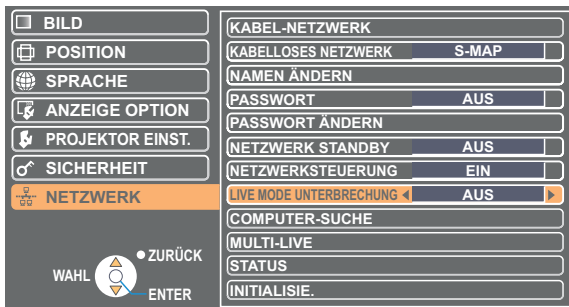 BILD
POSITION
SPRACHE
ANZEIGE OPTION
PROJEKTOR EINST.
SICHERHEIT
NETZWERK
ZURÜCK
WAHL
ENTER
KABEL-NETZWERK
KABELLOSES NETZWERK S-MAP
NAMEN ÄNDERN
PASSWORT AUS
PASSWORT ÄNDERN
NETZWERK STANDBY AUS
NETZWERKSTEUERUNG EIN
LIVE MODE UNTERBRECHUNG AUS
COMPUTER-SUCHE
MULTI-LIVE
STATUS
INITIALISIE.